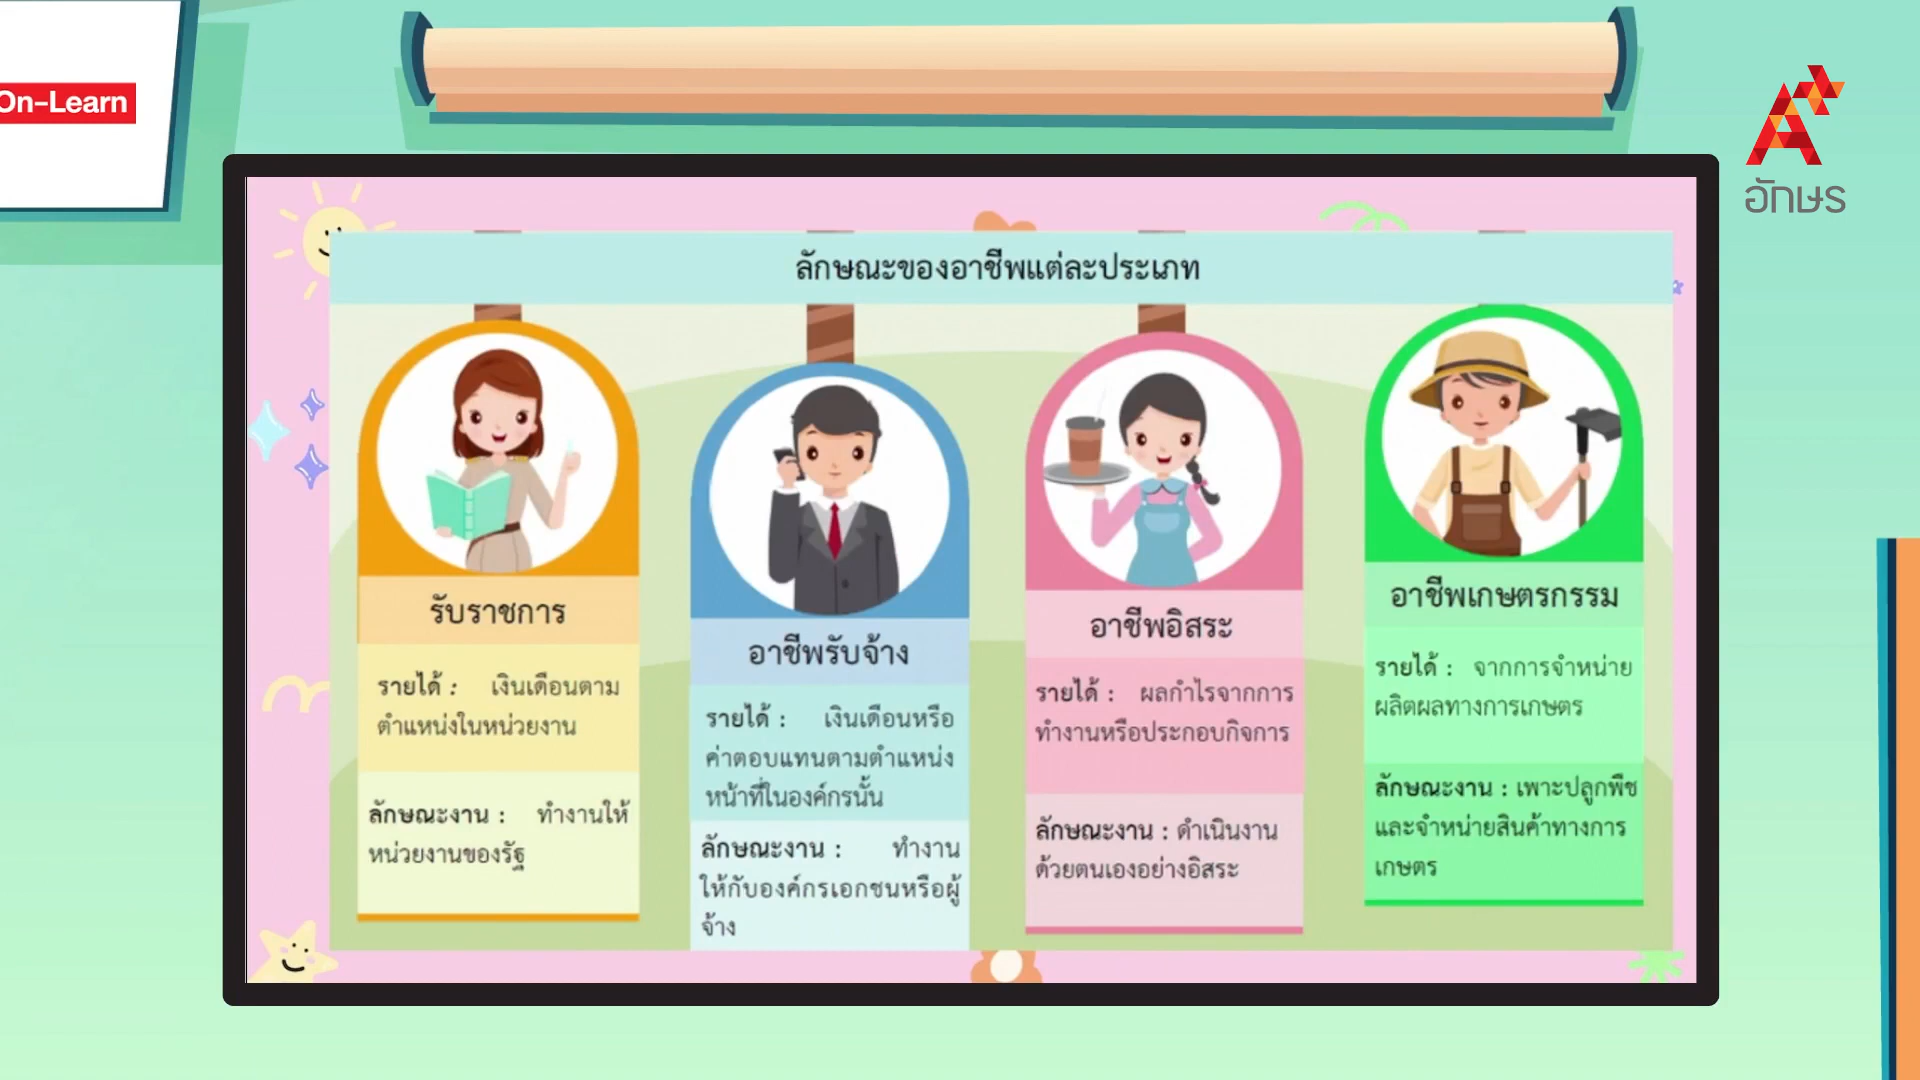 On-Learn
อักษร
ลักษณะของอาชีพแต่ละประเภท
รับราชการ
รายได้ : เงินเดือนตาม
ตำแหน่งในหน่วยงาน
ลักษณะงาน : ทำงานให้
หน่วยงานของรัฐ
อาชีพรับจ้าง
รายได้ : เงินเดือนหรือ
ค่าตอบแทนตามตำแหน่ง
หน้าที่ในองค์กรนั้น
ลักษณะงาน : ทำงาน
ให้กับองค์กรเอกชนหรือผู้
จ้าง
อาชีพอิสระ
รายได้ : ผลกำไรจากการ
ทำงานหรือประกอบกิจการ
ลักษณะงาน : ดำเนินงาน
ด้วยตนเองอย่างอิสระ
อาชีพเกษตรกรรม
รายได้ : จากการจำหน่าย
ผลิตผลทางการเกษตร
ลักษณะงาน : เพาะปลูกพืช
และจำหน่ายสินค้าทางการ
เกษตร